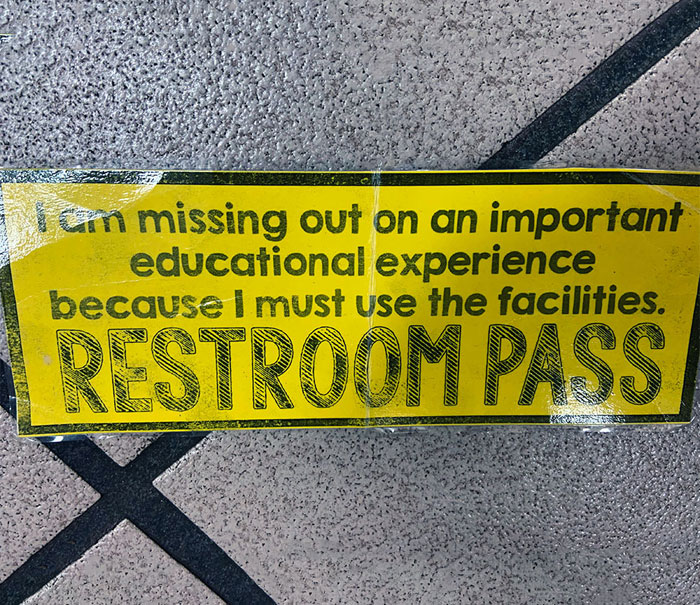 I am missing out on an important
educational experience
because I must use the facilities.
RESTROOM PASS